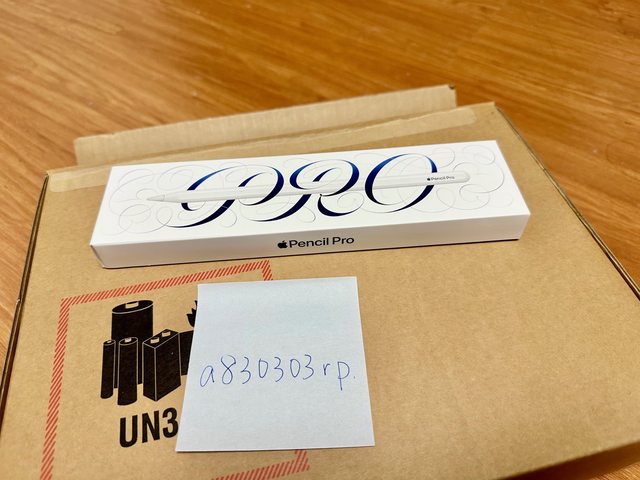 PRO
Pencil Pro
Pencil Pro
UN3
a830303rp.